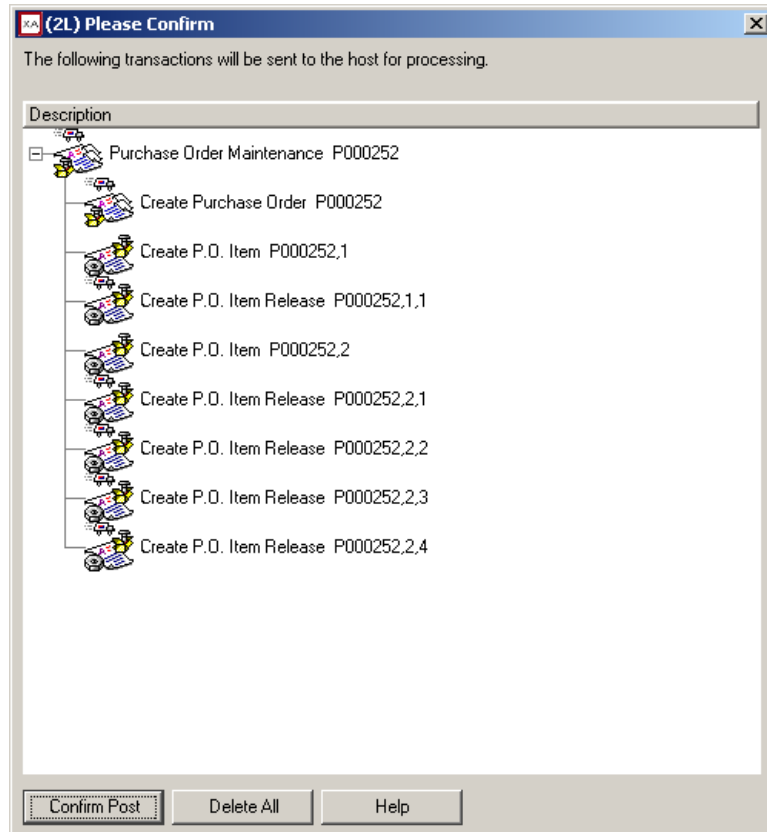 XA (2L) Please Confirm
The following transactions will be sent to the host for processing.
Description
Purchase Order Maintenance P000252
Create Purchase Order P000252
Create P.O. Item P000252,1
Create P.O. Item Release P000252,1,1
Create P.O. Item P000252,2
Create P.O. Item Release P000252,2,1
Create P.O. Item Release P000252,2,2
Create P.O. Item Release P000252,2,3
Create P.O. Item Release P000252,2,4
Confirm Post Delete All Help